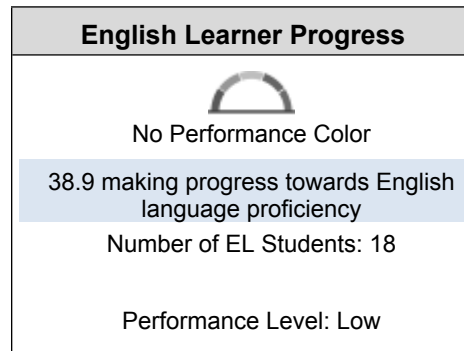 English Learner Progress
No Performance Color
38.9 making progress towards English
language proficiency
Number of EL Students: 18
Performance Level: Low